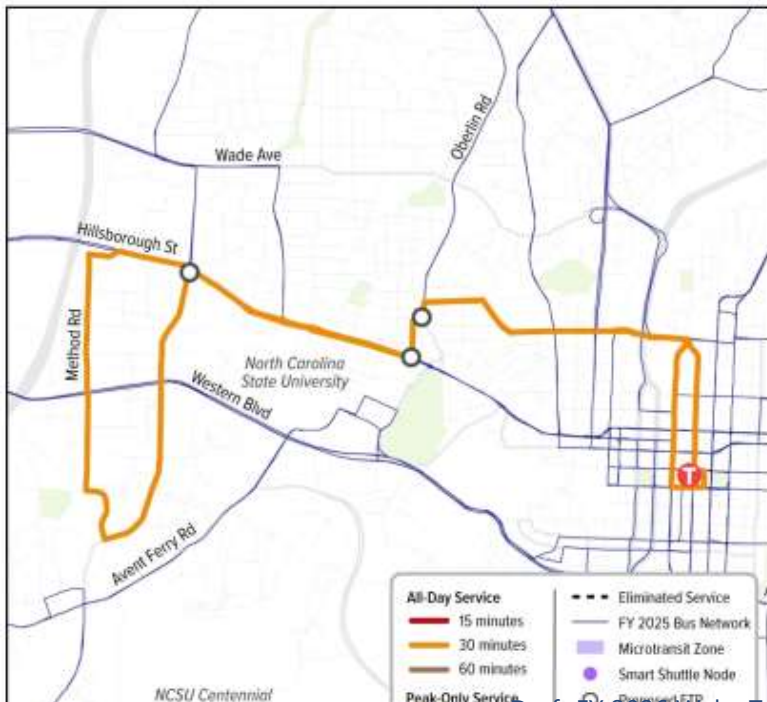 Oberlin Rd
Wade Ave
Hillsborough St
Method Rd
North Carolina
State University
Western Blvd
T
Avent Ferry Rd
NCSU Centennial
All-Day Service
15 minutes
30 minutes
60 minutes
Peak-Only Service
Eliminated Service
FY 2025 Bus Network
Microtransit Zone
Smart Shuttle Node